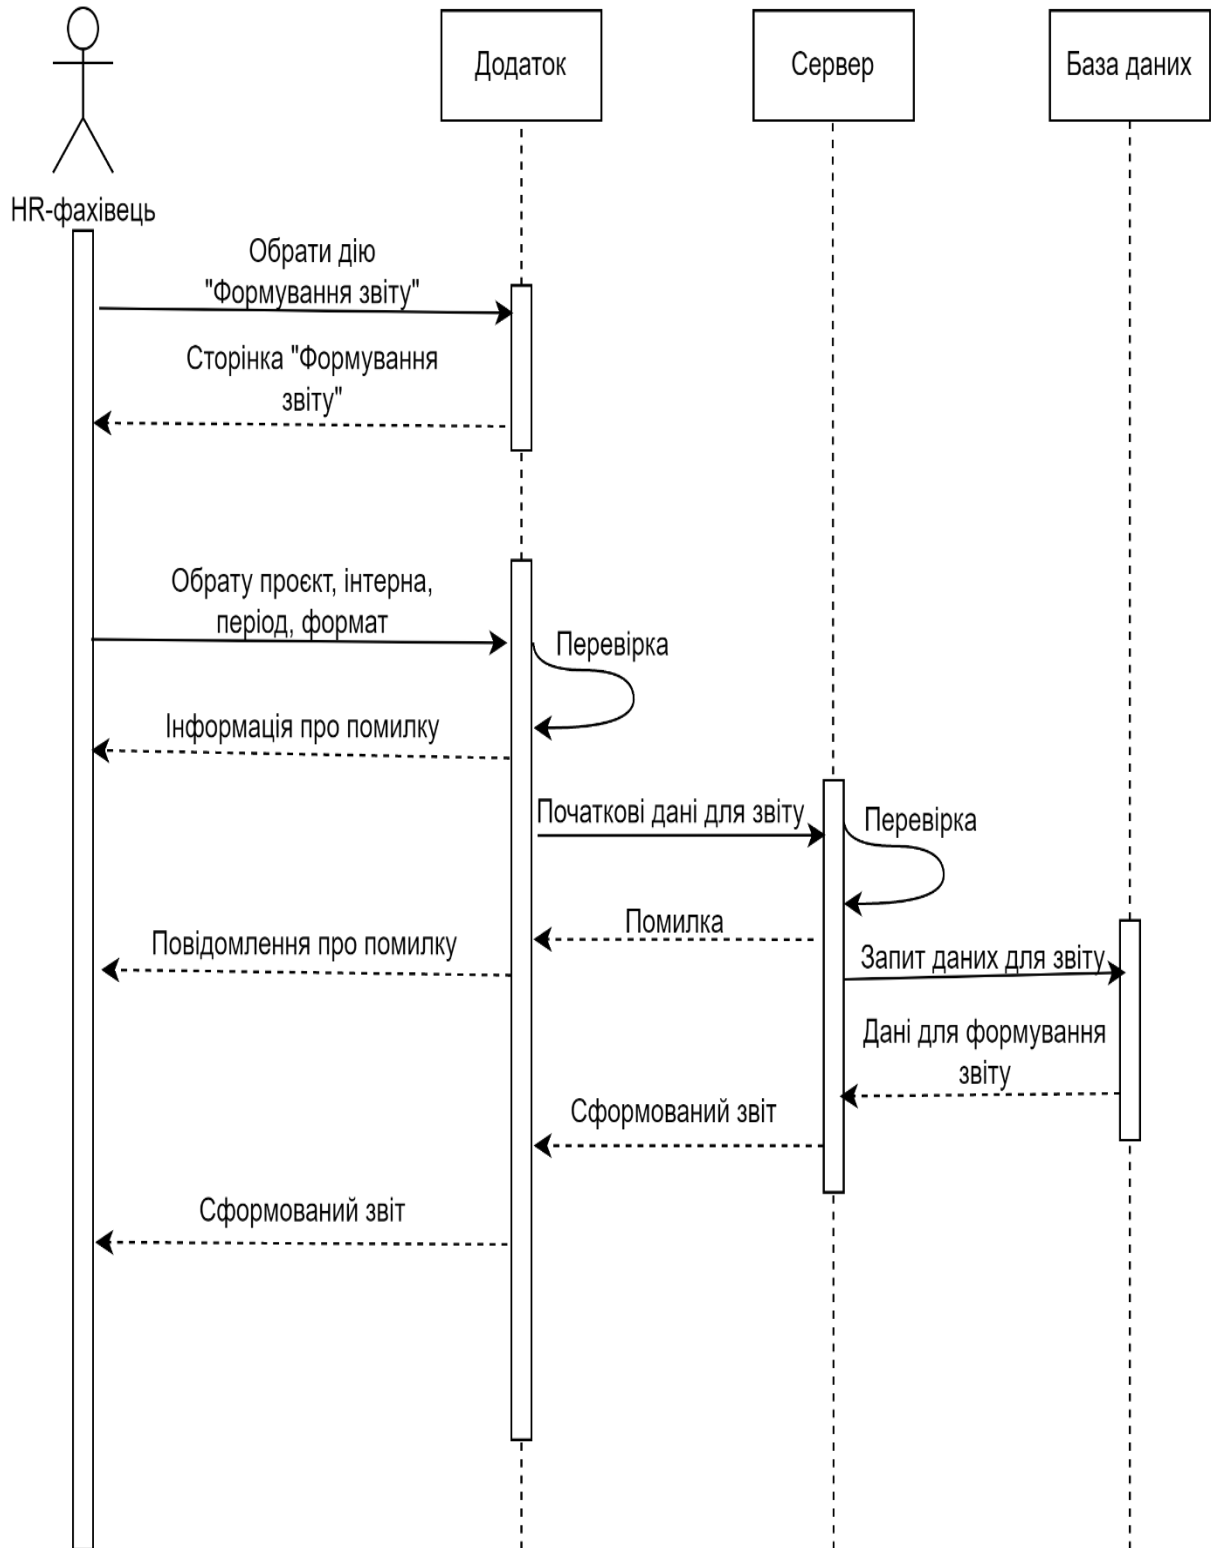 Додаток
Сервер
База даних
HR-фахівець
Обрати дію
"Формування звіту"
Сторінка "Формування
звіту"
Обрату проєкт, інтерна,
період, формат
Перевірка
Інформація про помилку
Початкові дані для звіту
Перевірка
Помилка
Повідомлення про помилку
Запит даних для звіту
Дані для формування
звіту
Сформований звіт
Сформований звіт